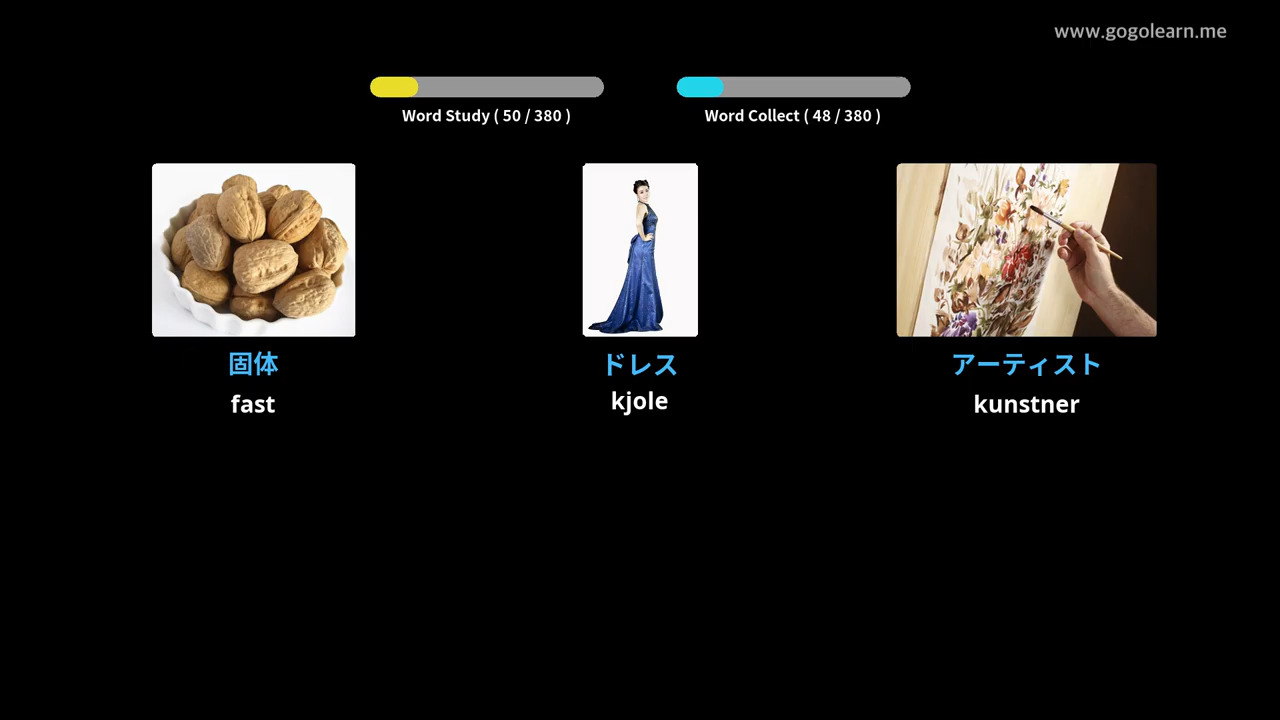 www.gogolearn.me
Word Study ( 50 / 380 )
Word Collect ( 48 / 380 )
固体
ドレス
アーティスト
fast
kjole
kunstner